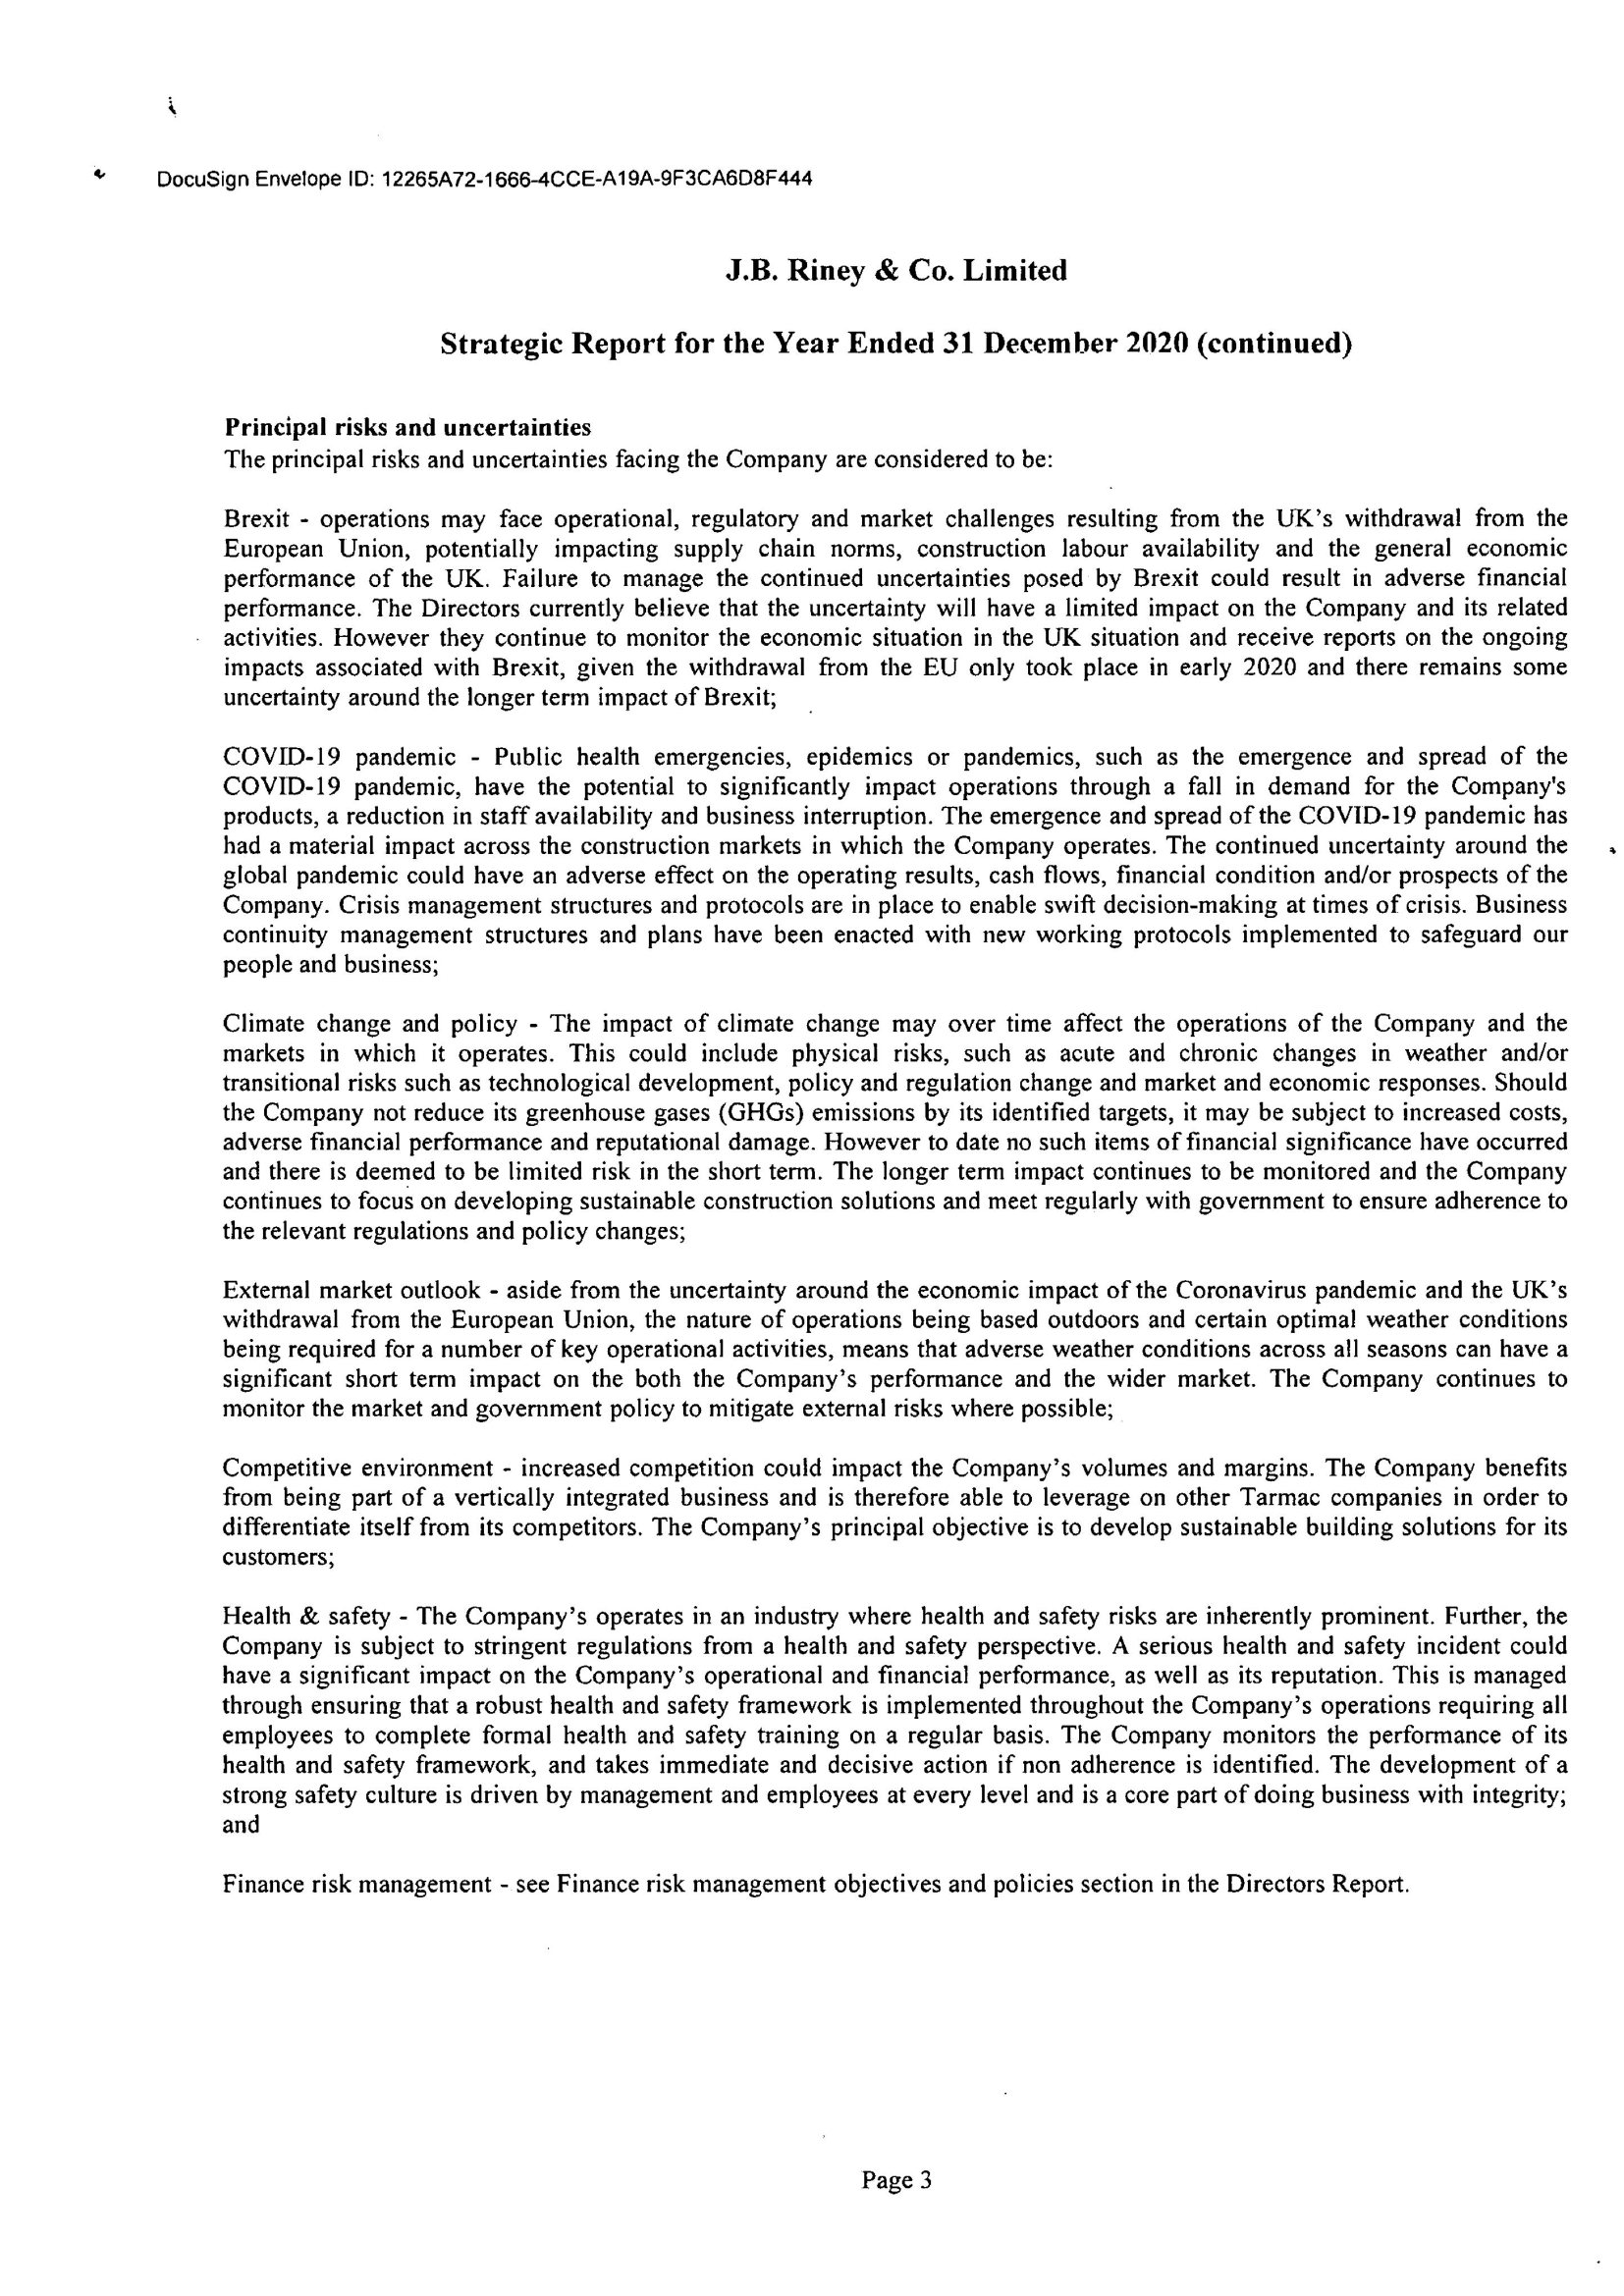 DocuSign Envelope ID: 12265A72-1666-4CCE-A19A-9F3CA6D8F444
J.B. Riney & Co. Limited
Strategic Report for the Year Ended 31 December 2020 (continued)
Principal risks and uncertainties
The principal risks and uncertainties facing the Company are considered to be:
Brexit - operations may face operational, regulatory and market challenges resulting from the UK's withdrawal from the
European Union, potentially impacting supply chain norms, construction labour availability and the general economic
performance of the UK. Failure to manage the continued uncertainties posed by Brexit could result in adverse financial
performance. The Directors currently believe that the uncertainty will have a limited impact on the Company and its related
activities. However they continue to monitor the economic situation in the UK situation and receive reports on the ongoing
impacts associated with Brexit, given the withdrawal from the EU only took place in early 2020 and there remains some
uncertainty around the longer term impact of Brexit;
COVID-19 pandemic - Public health emergencies, epidemics or pandemics, such as the emergence and spread of the
COVID-19 pandemic, have the potential to significantly impact operations through a fall in demand for the Company's
products, a reduction in staff availability and business interruption. The emergence and spread of the COVID-19 pandemic has
had a material impact across the construction markets in which the Company operates. The continued uncertainty around the
global pandemic could have an adverse effect on the operating results, cash flows, financial condition and/or prospects of the
Company. Crisis management structures and protocols are in place to enable swift decision-making at times of crisis. Business
continuity management structures and plans have been enacted with new working protocols implemented to safeguard our
people and business;
Climate change and policy - The impact of climate change may over time affect the operations of the Company and the
markets in which it operates. This could include physical risks, such as acute and chronic changes in weather and/or
transitional risks such as technological development, policy and regulation change and market and economic responses. Should
the Company not reduce its greenhouse gases (GHGs) emissions by its identified targets, it may be subject to increased costs,
adverse financial performance and reputational damage. However to date no such items of financial significance have occurred
and there is deemed to be limited risk in the short term. The longer term impact continues to be monitored and the Company
continues to focus on developing sustainable construction solutions and meet regularly with government to ensure adherence to
the relevant regulations and policy changes;
External market outlook - aside from the uncertainty around the economic impact of the Coronavirus pandemic and the UK's
withdrawal from the European Union, the nature of operations being based outdoors and certain optimal weather conditions
being required for a number of key operational activities, means that adverse weather conditions across all seasons can have a
significant short term impact on the both the Company's performance and the wider market. The Company continues to
monitor the market and government policy to mitigate external risks where possible;
Competitive environment - increased competition could impact the Company's volumes and margins. The Company benefits
from being part of a vertically integrated business and is therefore able to leverage on other Tarmac companies in order to
differentiate itself from its competitors. The Company's principal objective is to develop sustainable building solutions for its
customers;
Health & safety - The Company's operates in an industry where health and safety risks are inherently prominent. Further, the
Company is subject to stringent regulations from a health and safety perspective. A serious health and safety incident could
have a significant impact on the Company's operational and financial performance, as well as its reputation. This is managed
through ensuring that a robust health and safety framework is implemented throughout the Company's operations requiring all
employees to complete formal health and safety training on a regular basis. The Company monitors the performance of its
health and safety framework, and takes immediate and decisive action if non adherence is identified. The development of a
strong safety culture is driven by management and employees at every level and is a core part of doing business with integrity;
and
Finance risk management - see Finance risk management objectives and policies section in the Directors Report.
Page 3